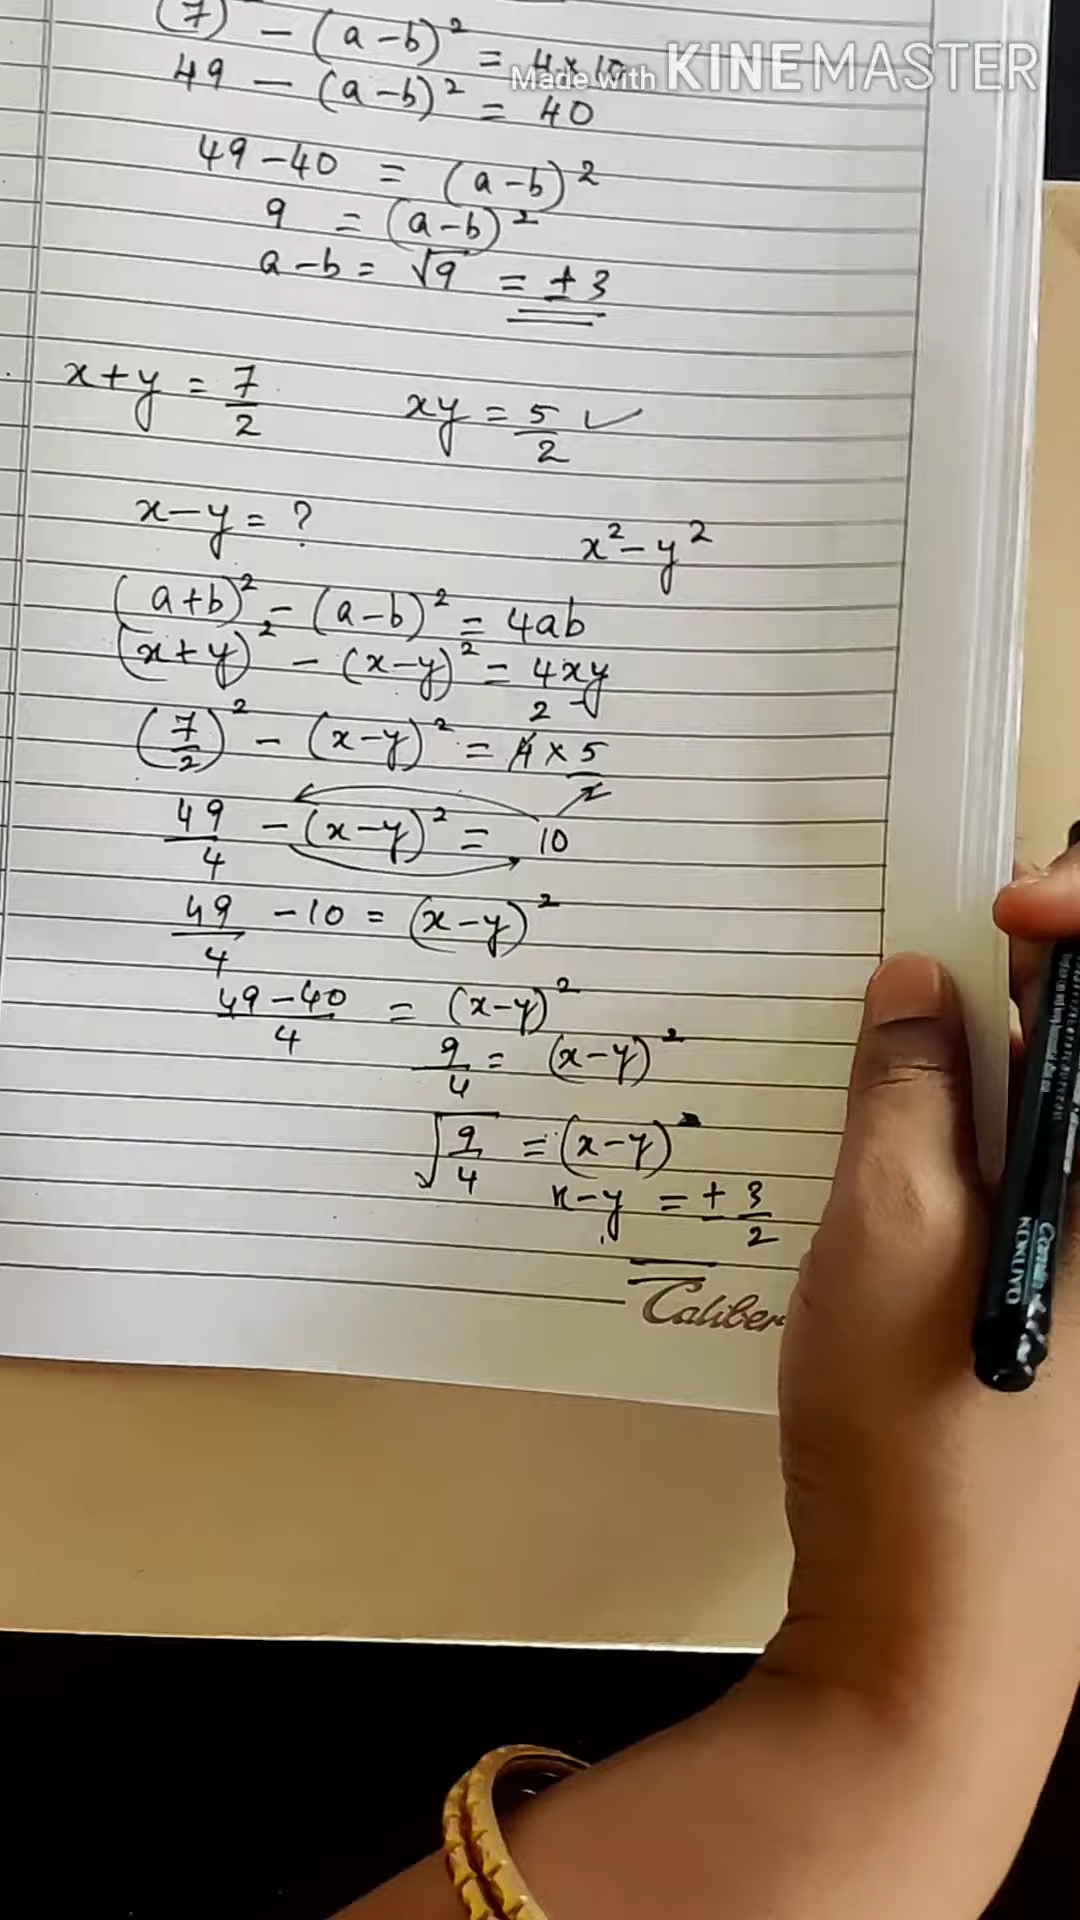 (7) - (a-b)² = 4×10
Made with KINEMASTER
49 - (a-b)² = 40
49-40 = (a-b)²
9 = (a-b)²
a-b = √9 = ±3
x+y = 7/2 xy = 5/2 ✓
x-y = ?
x²-y²
(a+b)² - (a-b)² = 4ab
(x+y)² - (x-y)² = 4xy
2
(7/2)² - (x-y)² = 4×5/2
49/4 - (x-y)² = 10
49/4 - 10 = (x-y)²
49-40/4 = (x-y)²
9/4 = (x-y)²
√9/4 = (x-y)
x-y = ± 3/2
Caliber
KOKUYO